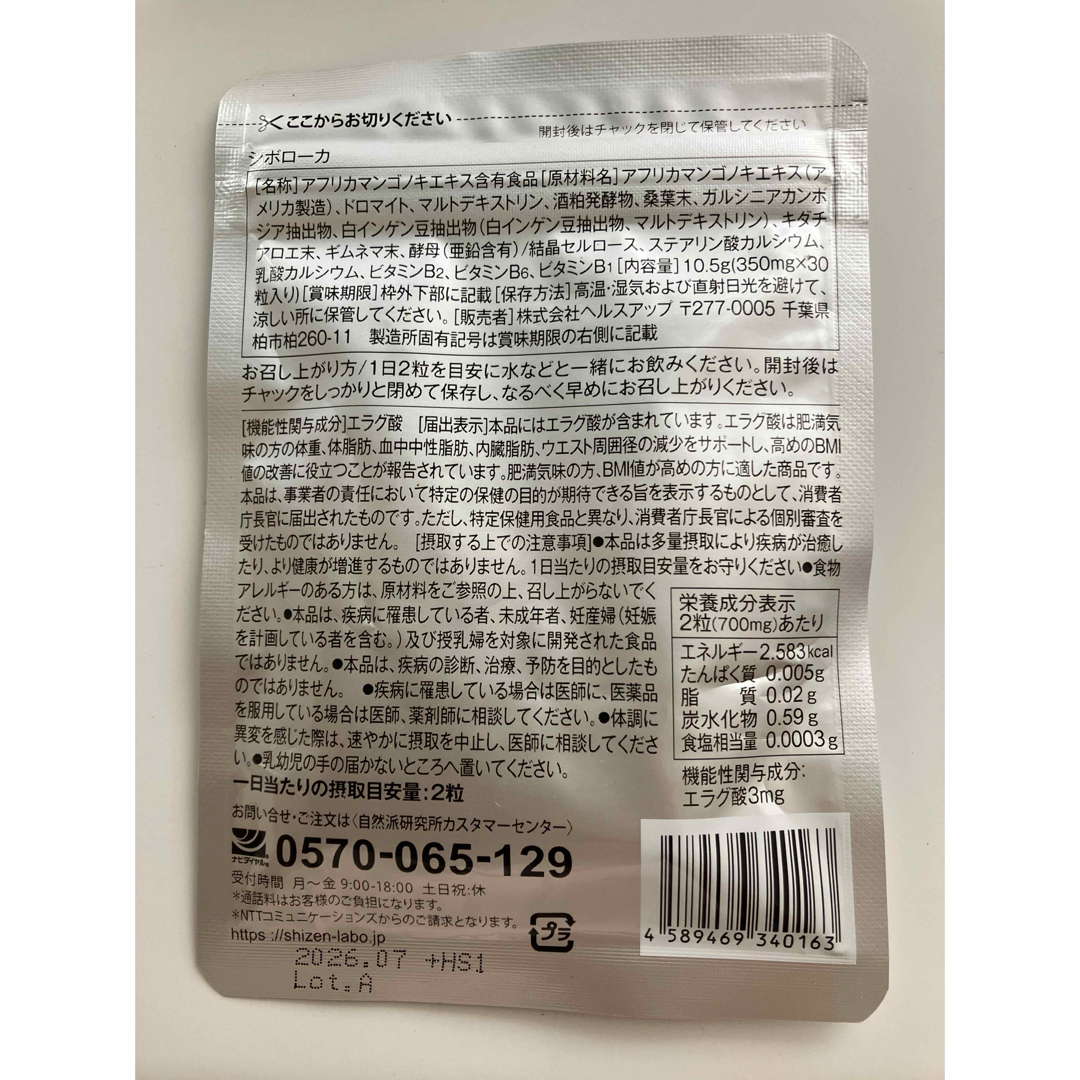 ここからお切りください
開封後はチャックを閉じて保管してください
シボローカ
[名称]アフリカマンゴノキエキス含有食品[原材料名]アフリカマンゴノキエキス(ア
メリカ製造)、ドロマイト、マルトデキストリン、酒粕発酵物、桑葉末、ガルシニアカンボ
ジア抽出物、白インゲン豆抽出物(白インゲン豆抽出物、マルトデキストリン)、キダチ
アロエ末、ギムネマ末、酵母(亜鉛含有)/結晶セルロース、ステアリン酸カルシウム、
乳酸カルシウム、ビタミンB2、ビタミンB6、ビタミンB1[内容量]10.5g(350mg×30
粒入り)[賞味期限]枠外下部に記載[保存方法]高温・湿気および直射日光を避けて、
涼しい所に保管してください。[販売者]株式会社ヘルスアップ 〒277-0005 千葉県
柏市柏260-11 製造所固有記号は賞味期限の右側に記載
お召し上がり方/1日2粒を目安に水などと一緒にお飲みください。開封後は
チャックをしっかりと閉めて保存し、なるべく早めにお召し上がりください。
[機能性関与成分]エラグ酸 [届出表示]本品にはエラグ酸が含まれています。エラグ酸は肥満気
味の方の体重、体脂肪、血中中性脂肪、内臓脂肪、ウエスト周囲径の減少をサポートし、高めのBMI
値の改善に役立つことが報告されています。肥満気味の方、BMI値が高めの方に適した商品です。
本品は、事業者の責任において特定の保健の目的が期待できる旨を表示するものとして、消費者
庁長官に届出されたものです。ただし、特定保健用食品と異なり、消費者庁長官による個別審査を
受けたものではありません。 [摂取する上での注意事項]●本品は多量摂取により疾病が治癒し
たり、より健康が増進するものではありません。1日当たりの摂取目安量をお守りください●食物
アレルギーのある方は、原材料をご参照の上、召し上がらないでく
ださい。●本品は、疾病に罹患している者、未成年者、妊産婦(妊娠
を計画している者を含む。)及び授乳婦を対象に開発された食品
ではありません。●本品は、疾病の診断、治療、予防を目的としたも
のではありません。 ●疾病に罹患している場合は医師に、医薬品
を服用している場合は医師、薬剤師に相談してください。●体調に
異変を感じた際は、速やかに摂取を中止し、医師に相談してくださ
い。●乳幼児の手の届かないところへ置いてください。
一日当たりの摂取目安量:2粒
栄養成分表示
2粒(700mg)あたり
エネルギー2.583kcal
たんぱく質 0.005g
脂 質 0.02g
炭水化物 0.59g
食塩相当量 0.0003g
機能性関与成分:
エラグ酸3mg
お問い合せ・ご注文は〈自然派研究所カスタマーセンター〉
ナビダイヤル®
0570-065-129
受付時間 月〜金 9:00-18:00 土日祝:休
*通話料はお客様のご負担になります。
*NTTコミュニケーションズからのご請求となります。
https://shizen-labo.jp
プラ
4 589469 340163
2026.07 +HS1
Lot.A